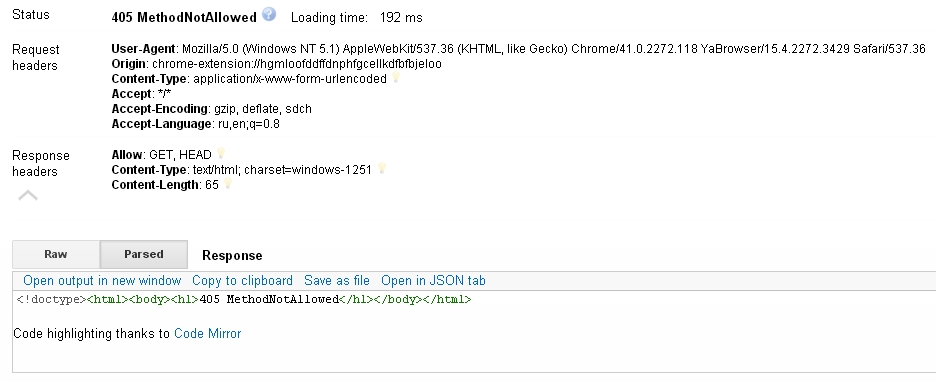 Status 405 MethodNotAllowed ? Loading time: 192 ms
Request headers User-Agent: Mozilla/5.0 (Windows NT 5.1) AppleWebKit/537.36 (KHTML, like Gecko) Chrome/41.0.2272.118 YaBrowser/15.4.2272.3429 Safari/537.36
Origin: chrome-extension://hgmloofddffdnphfgcellkdfbfbjeloo
Content-Type: application/x-www-form-urlencoded
Accept: */*
Accept-Encoding: gzip, deflate, sdch
Accept-Language: ru,en;q=0.8
Response headers Allow: GET, HEAD
Content-Type: text/html; charset=windows-1251
Content-Length: 65
Raw Parsed Response
Open output in new window Copy to clipboard Save as file Open in JSON tab
<!doctype><html><body><h1>405 MethodNotAllowed</h1></body></html>
Code highlighting thanks to Code Mirror